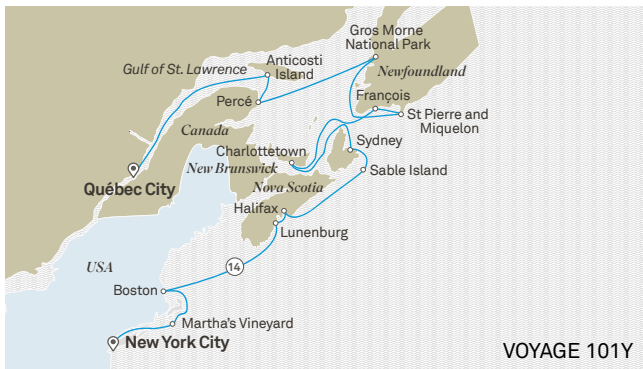 Gros Morne
National Park
Anticosti
Island
Gulf of St. Lawrence
Newfoundland
François
Percé
St Pierre and
Miquelon
Canada
Sydney
Charlottetown
New Brunswick
Sable Island
Québec City
Nova Scotia
Halifax
Lunenburg
USA
14
Boston
Martha's Vineyard
New York City
VOYAGE 101Y